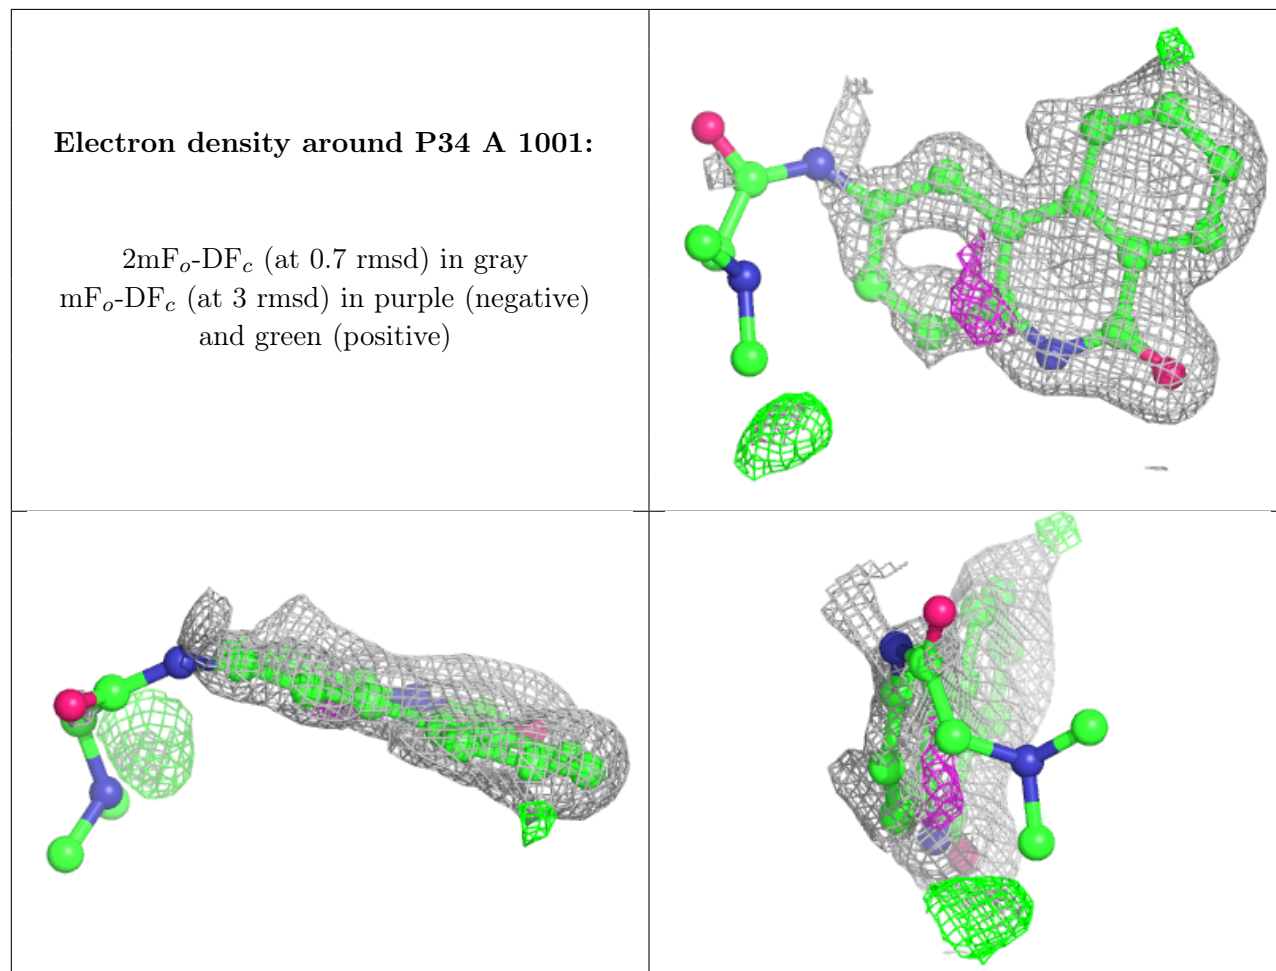 Electron density around P34 A 1001:
2mFo-DFc (at 0.7 rmsd) in gray
mFo-DFc (at 3 rmsd) in purple (negative)
and green (positive)